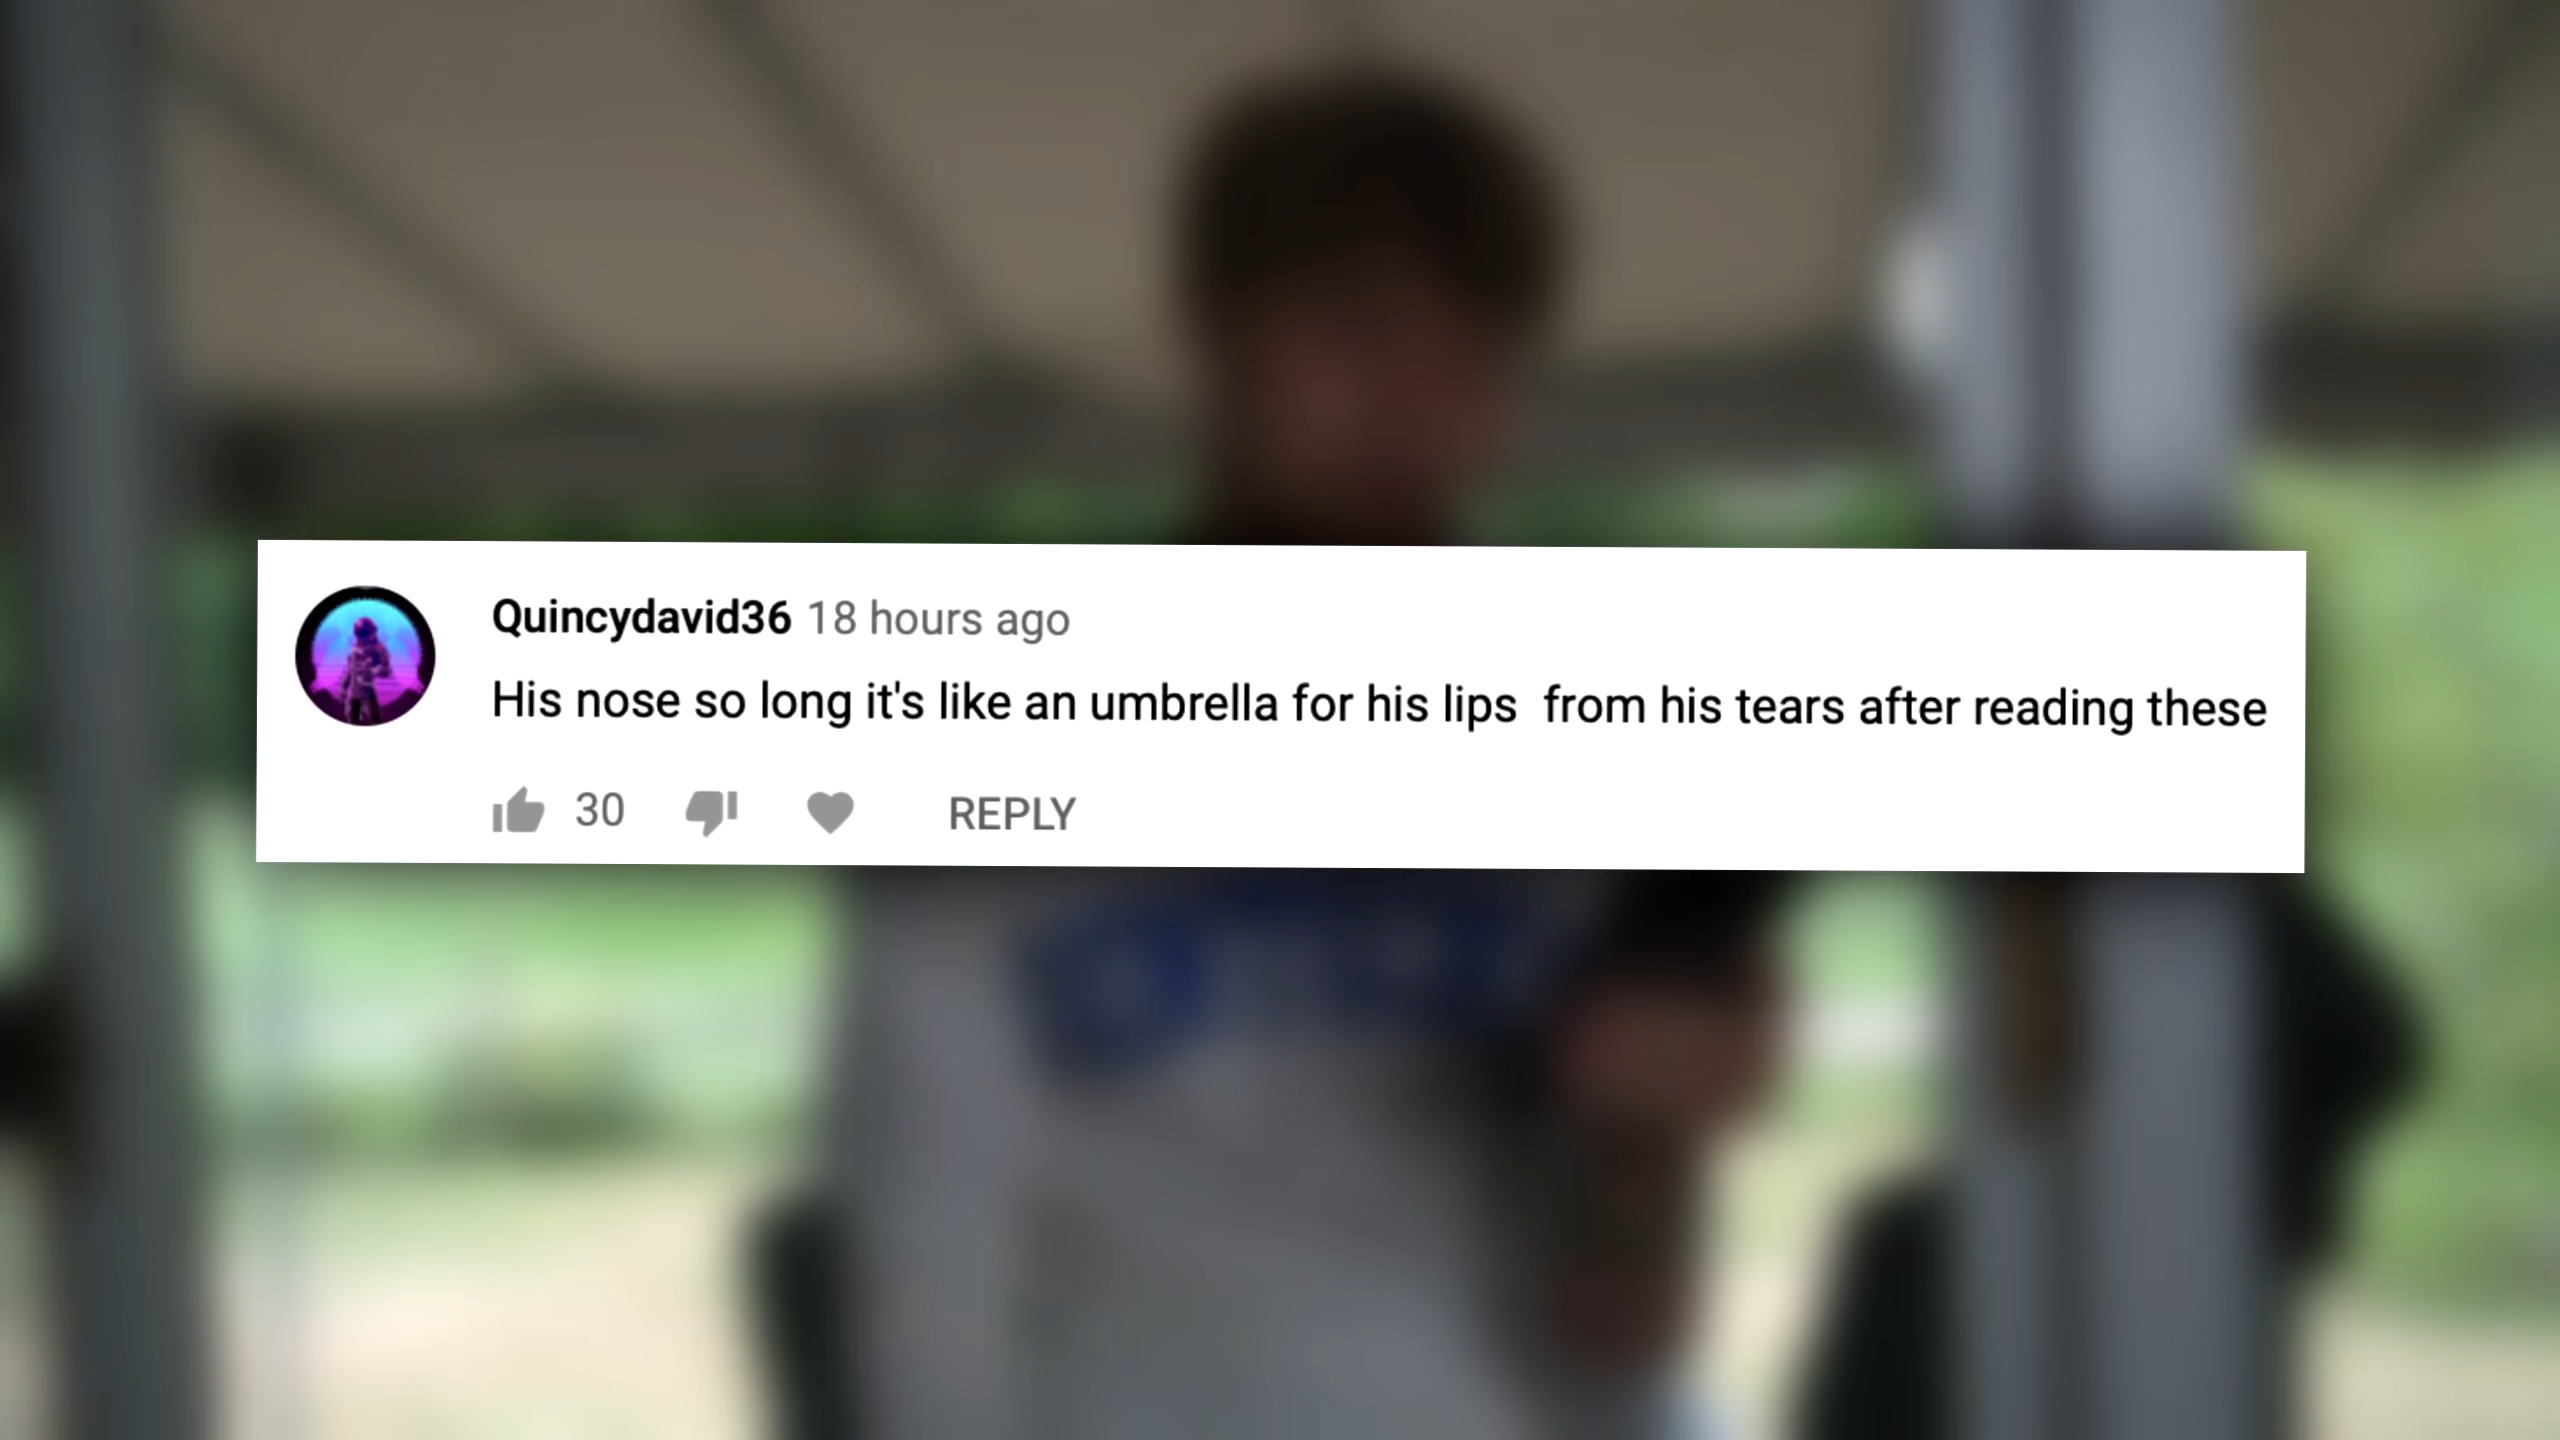 Quincydavid36 18 hours ago
His nose so long it's like an umbrella for his lips  from his tears after reading these
30 REPLY